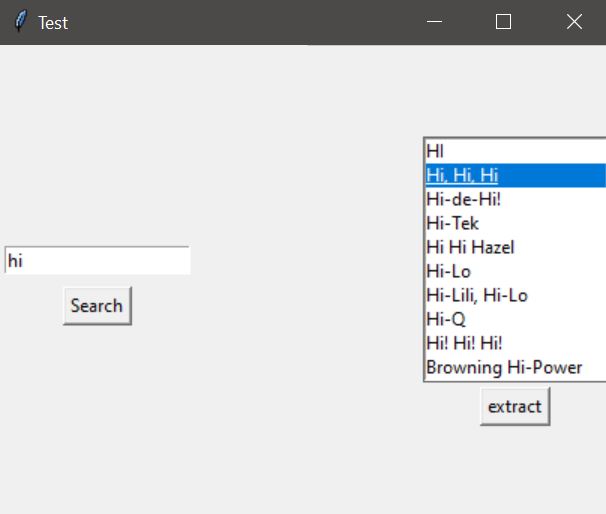 Test
HI
Hi, Hi, Hi
Hi-de-Hi!
Hi-Tek
Hi Hi Hazel
Hi-Lo
Hi-Lili, Hi-Lo
Hi-Q
Hi! Hi! Hi!
Browning Hi-Power
hi
Search
extract